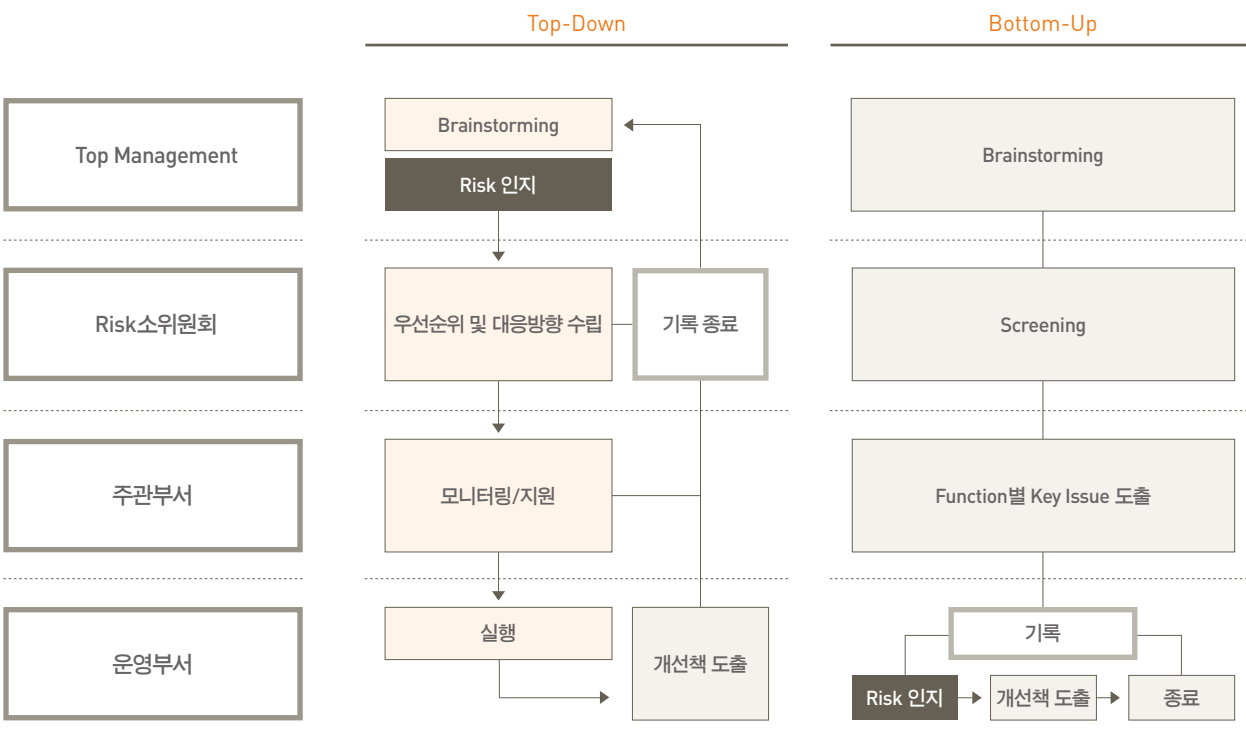 Top-Down
Bottom-Up
Top Management
Brainstorming
Risk 인지
Brainstorming
Risk소위원회
우선순위 및 대응방향 수립
기록 종료
Screening
주관부서
모니터링/지원
Function별 Key Issue 도출
운영부서
실행
개선책 도출
기록
Risk 인지
개선책 도출
종료